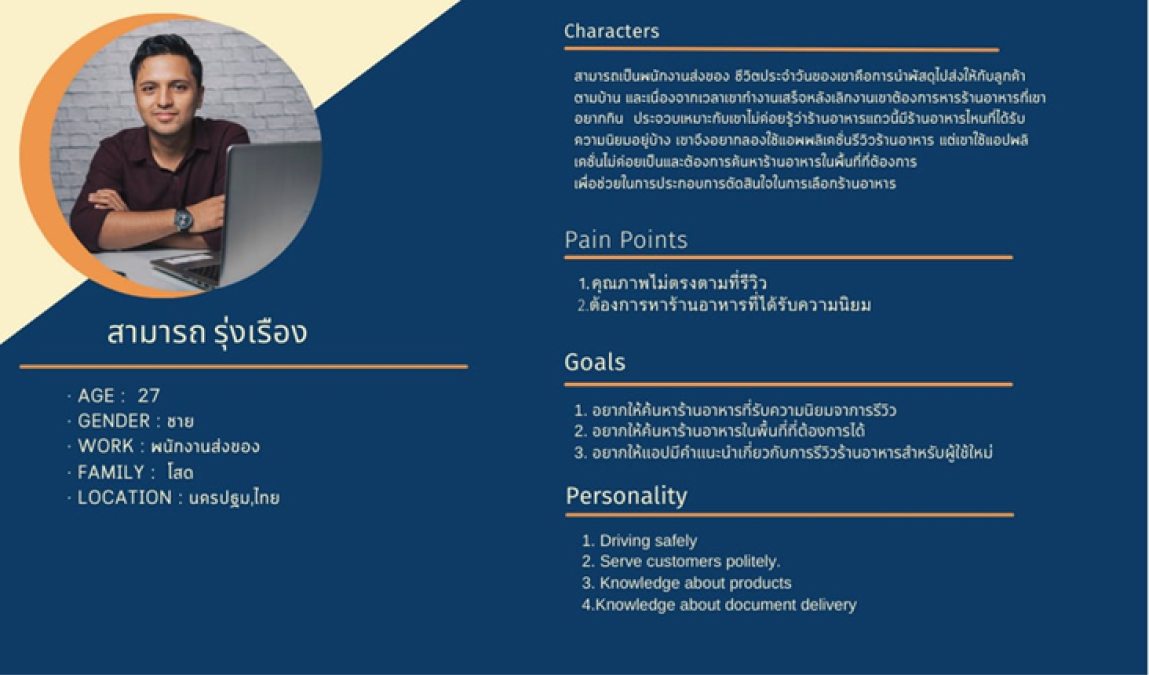 สามารถ รุ่งเรือง
· AGE : 27
· GENDER : ชาย
· WORK : พนักงานส่งของ
· FAMILY : โสด
· LOCATION : นครปฐม,ไทย
Characters
สามารถเป็นพนักงานส่งของ ชีวิตประจำวันของเขาคือการนำพัสดุไปส่งให้กับลูกค้า
ตามบ้าน และเนื่องจากเวลาเขาทำงานเสร็จหลังเลิกงานเขาต้องการหารร้านอาหารที่เขา
อยากกิน ประจวบเหมาะกับเขาไม่ค่อยรู้ว่าร้านอาหารแถวนี้มีร้านอาหารไหนที่ได้รับ
ความนิยมอยู่บ้าง เขาจึงอยากลองใช้แอพพลิเคชั่นรีวิวร้านอาหาร แต่เขาใช้แอปพลิ
เคชั่นไม่ค่อยเป็นและต้องการค้นหาร้านอาหารในพื้นที่ที่ต้องการ
เพื่อช่วยในการประกอบการตัดสินใจในการเลือกร้านอาหาร
Pain Points
1.คุณภาพไม่ตรงตามที่รีวิว
2.ต้องการหาร้านอาหารที่ได้รับความนิยม
Goals
1. อยากให้ค้นหาร้านอาหารที่รับความนิยมจาการรีวิว
2. อยากให้ค้นหาร้านอาหารในพื้นที่ที่ต้องการได้
3. อยากให้แอปมีคำแนะนำเกี่ยวกับการรีวิวร้านอาหารสำหรับผู้ใช้ใหม่
Personality
1. Driving safely
2. Serve customers politely.
3. Knowledge about products
4.Knowledge about document delivery